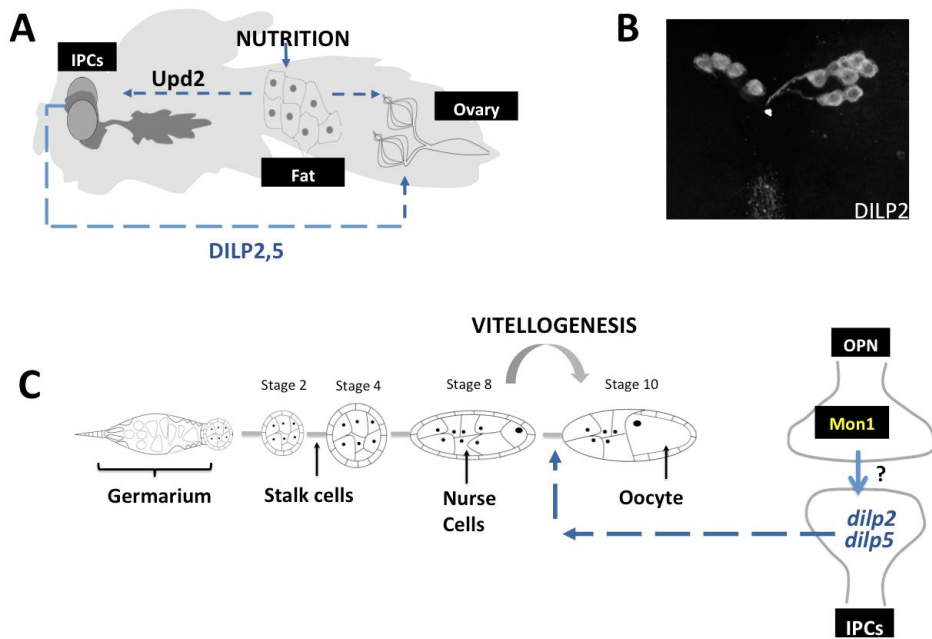 A
NUTRITION
IPCs
Upd2
Ovary
Fat
DILP2,5
B
DILP2
C
VITELLOGENESIS
Stage 2
Stage 4
Stage 8
Stage 10
Germarium
Stalk cells
Nurse
Cells
Oocyte
OPN
Mon1
?
dilp2
dilp5
IPCs